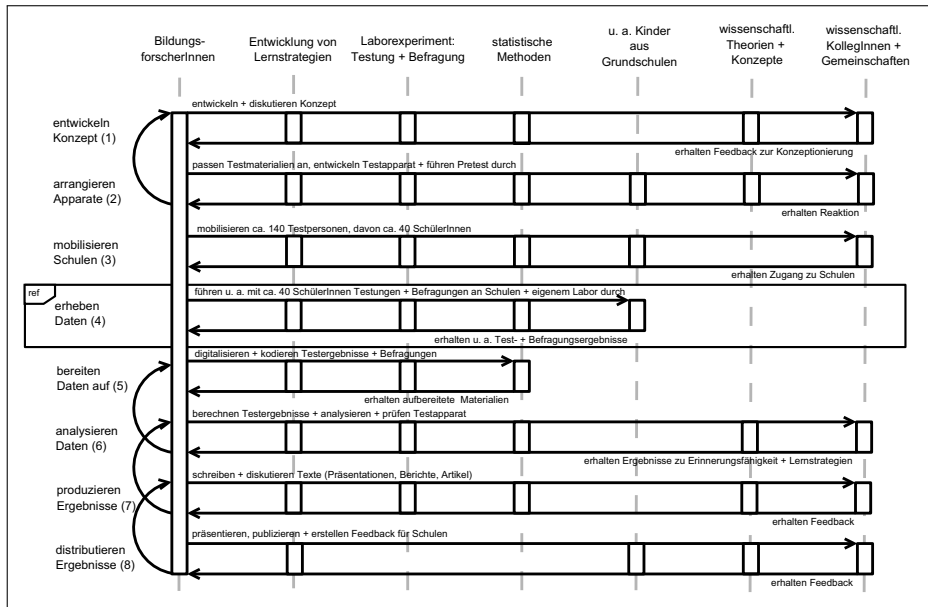 Bildungs-
forscherInnen
Entwicklung von
Lernstrategien
Laborexperiment:
Testung + Befragung
statistische
Methoden
u. a. Kinder
aus
Grundschulen
wissenschaftl.
Theorien +
Konzepte
wissenschaftl.
KollegInnen +
Gemeinschaften
entwickeln
Konzept (1)
entwickeln + diskutieren Konzept
erhalten Feedback zur Konzeptionierung
arrangieren
Apparate (2)
passen Testmaterialien an, entwickeln Testapparat + führen Pretest durch
erhalten Reaktion
mobilisieren
Schulen (3)
mobilisieren ca. 140 Testpersonen, davon ca. 40 SchülerInnen
erhalten Zugang zu Schulen
ref
erheben
Daten (4)
führen u. a. mit ca. 40 SchülerInnen Testungen + Befragungen an Schulen + eigenem Labor durch
erhalten u. a. Test- + Befragungsergebnisse
bereiten
Daten auf (5)
digitalisieren + kodieren Testergebnisse + Befragungen
erhalten aufbereitete Materialien
analysieren
Daten (6)
berechnen Testergebnisse + analysieren + prüfen Testapparat
erhalten Ergebnisse zu Erinnerungsfähigkeit + Lernstrategien
produzieren
Ergebnisse (7)
schreiben + diskutieren Texte (Präsentationen, Berichte, Artikel)
erhalten Feedback
distributieren
Ergebnisse (8)
präsentieren, publizieren + erstellen Feedback für Schulen
erhalten Feedback